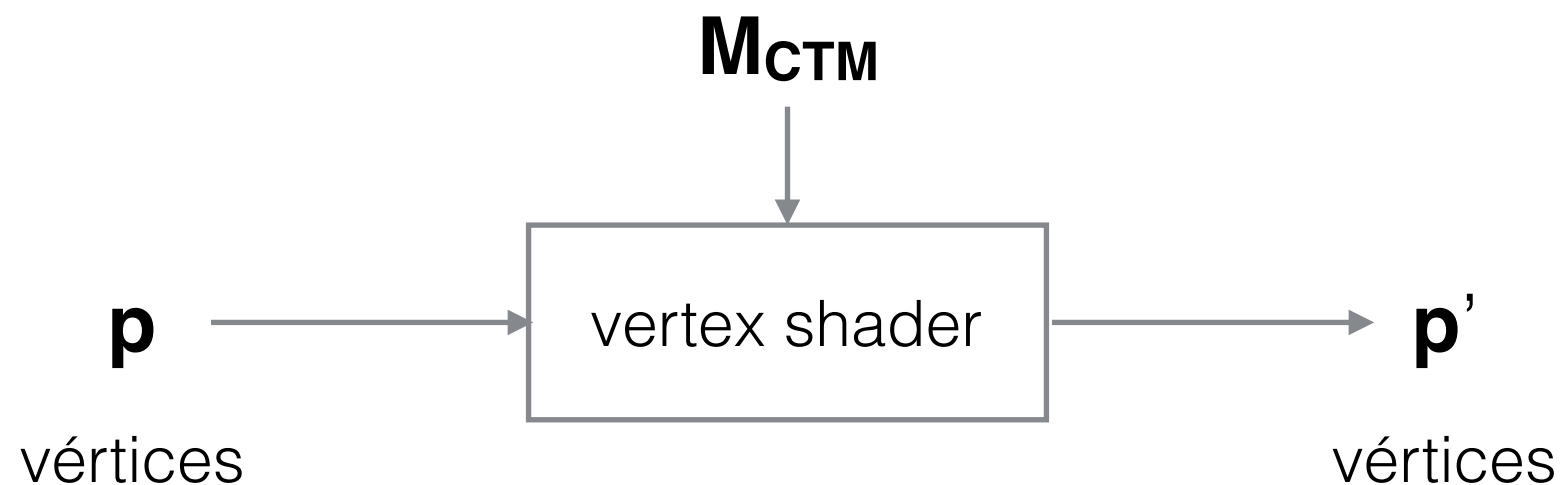 MCTM
p
vertex shader
p’
vértices
vértices